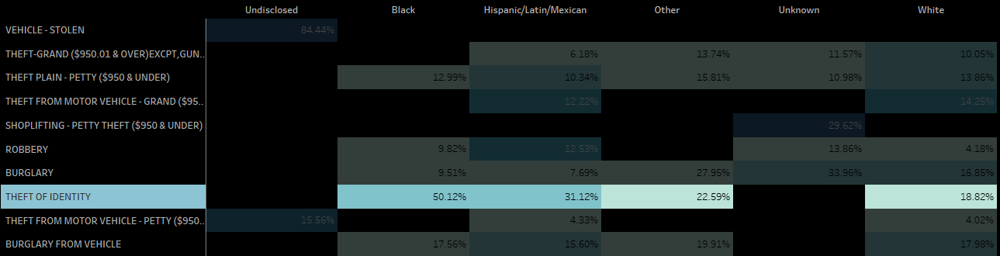 Undisclosed Black Hispanic/Latin/Mexican Other Unknown White
VEHICLE - STOLEN 84.44%
THEFT-GRAND ($950.01 & OVER)EXCPT,GUN.. 6.18% 13.74% 11.57% 10.05%
THEFT PLAIN - PETTY ($950 & UNDER) 12.99% 10.34% 15.81% 10.98% 13.86%
THEFT FROM MOTOR VEHICLE - GRAND ($95.. 12.22% 14.25%
SHOPLIFTING - PETTY THEFT ($950 & UNDER) 29.62%
ROBBERY 9.82% 12.53% 13.86% 4.18%
BURGLARY 9.51% 7.69% 27.95% 33.96% 16.85%
THEFT OF IDENTITY 50.12% 31.12% 22.59% 18.82%
THEFT FROM MOTOR VEHICLE - PETTY ($950.. 15.56% 4.33% 4.02%
BURGLARY FROM VEHICLE 17.56% 15.60% 19.91% 17.98%